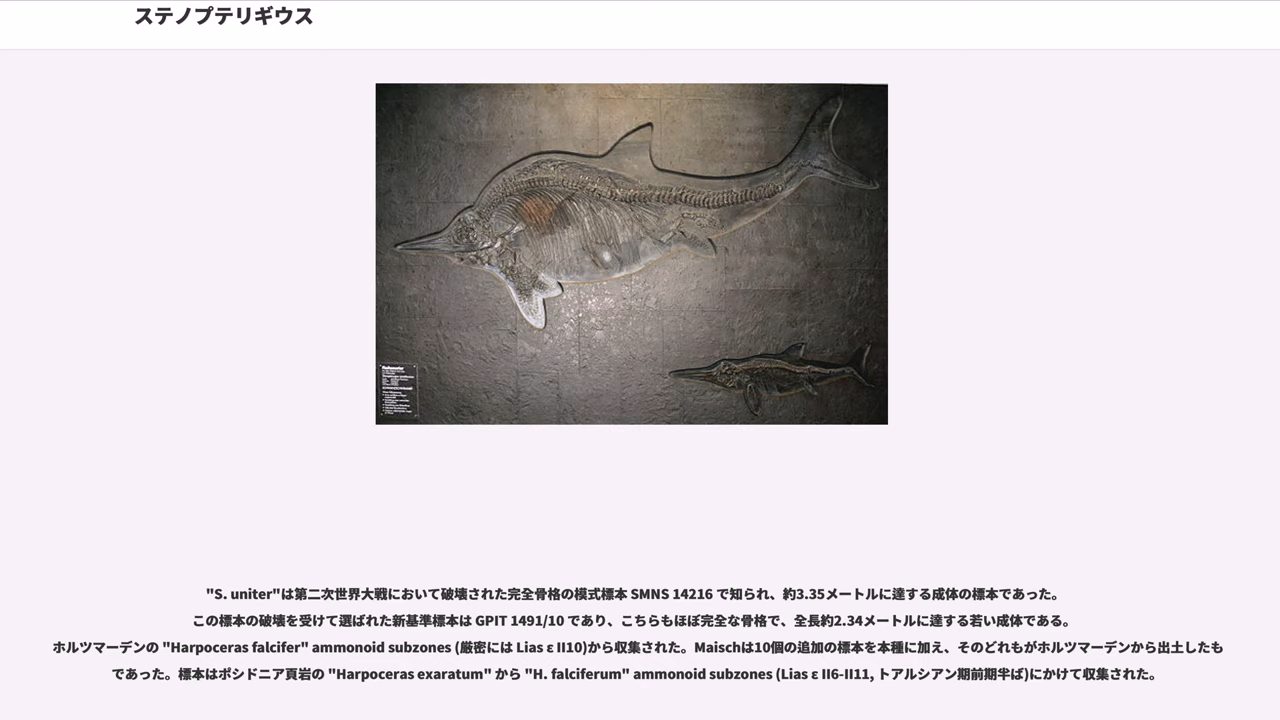 ステノプテリギウス
"S. uniter"は第二次世界大戦において破壊された完全骨格の模式標本 SMNS 14216 で知られ、約3.35メートルに達する成体の標本であった。
この標本の破壊を受けて選ばれた新基準標本は GPIT 1491/10 であり、こちらもほぼ完全な骨格で、全長約2.34メートルに達する若い成体である。
ホルツマーデンの "Harpoceras falcifer" ammonoid subzones (厳密には Lias ε II10)から収集された。Maischは10個の追加の標本を本種に加え、そのどれもがホルツマーデンから出土したも
であった。標本はポシドニア頁岩の "Harpoceras exaratum" から "H. falciferum" ammonoid subzones (Lias ε II6-II11, トアルシアン期前期半ば)にかけて収集された。